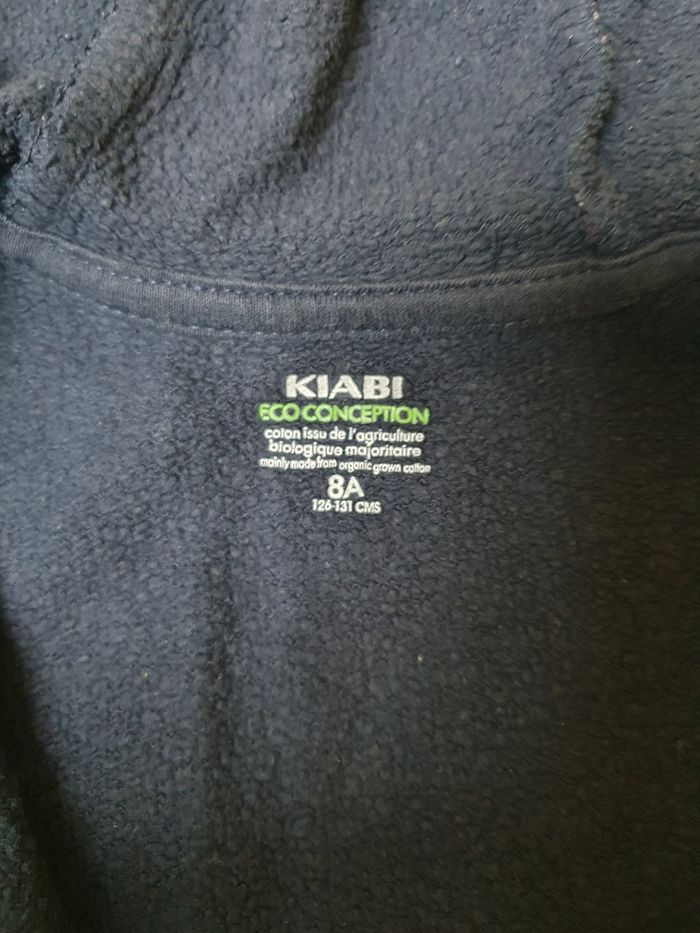 KIABI
ECO CONCEPTION
coton issu de l'agriculture
biologique majoritaire
mainly made from organic grown cotton
8A
126-131 CMS